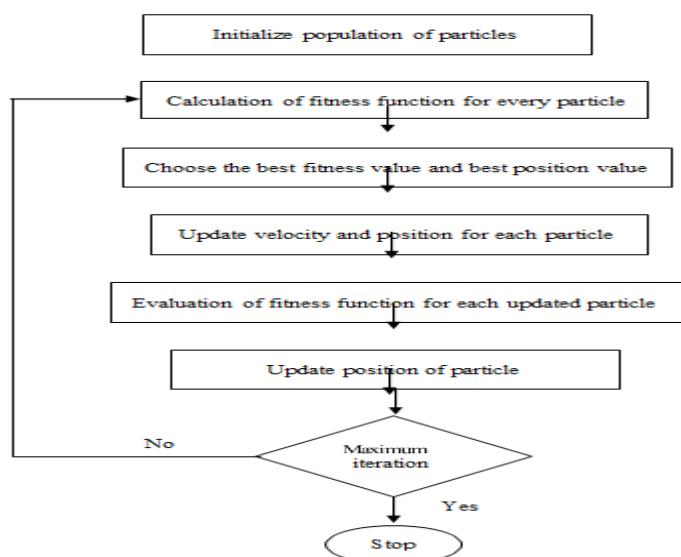 Initialize population of particles
Calculation of fitness function for every particle
Choose the best fitness value and best position value
Update velocity and position for each particle
Evaluation of fitness function for each updated particle
Update position of particle
No
Maximum
iteration
Yes
Stop